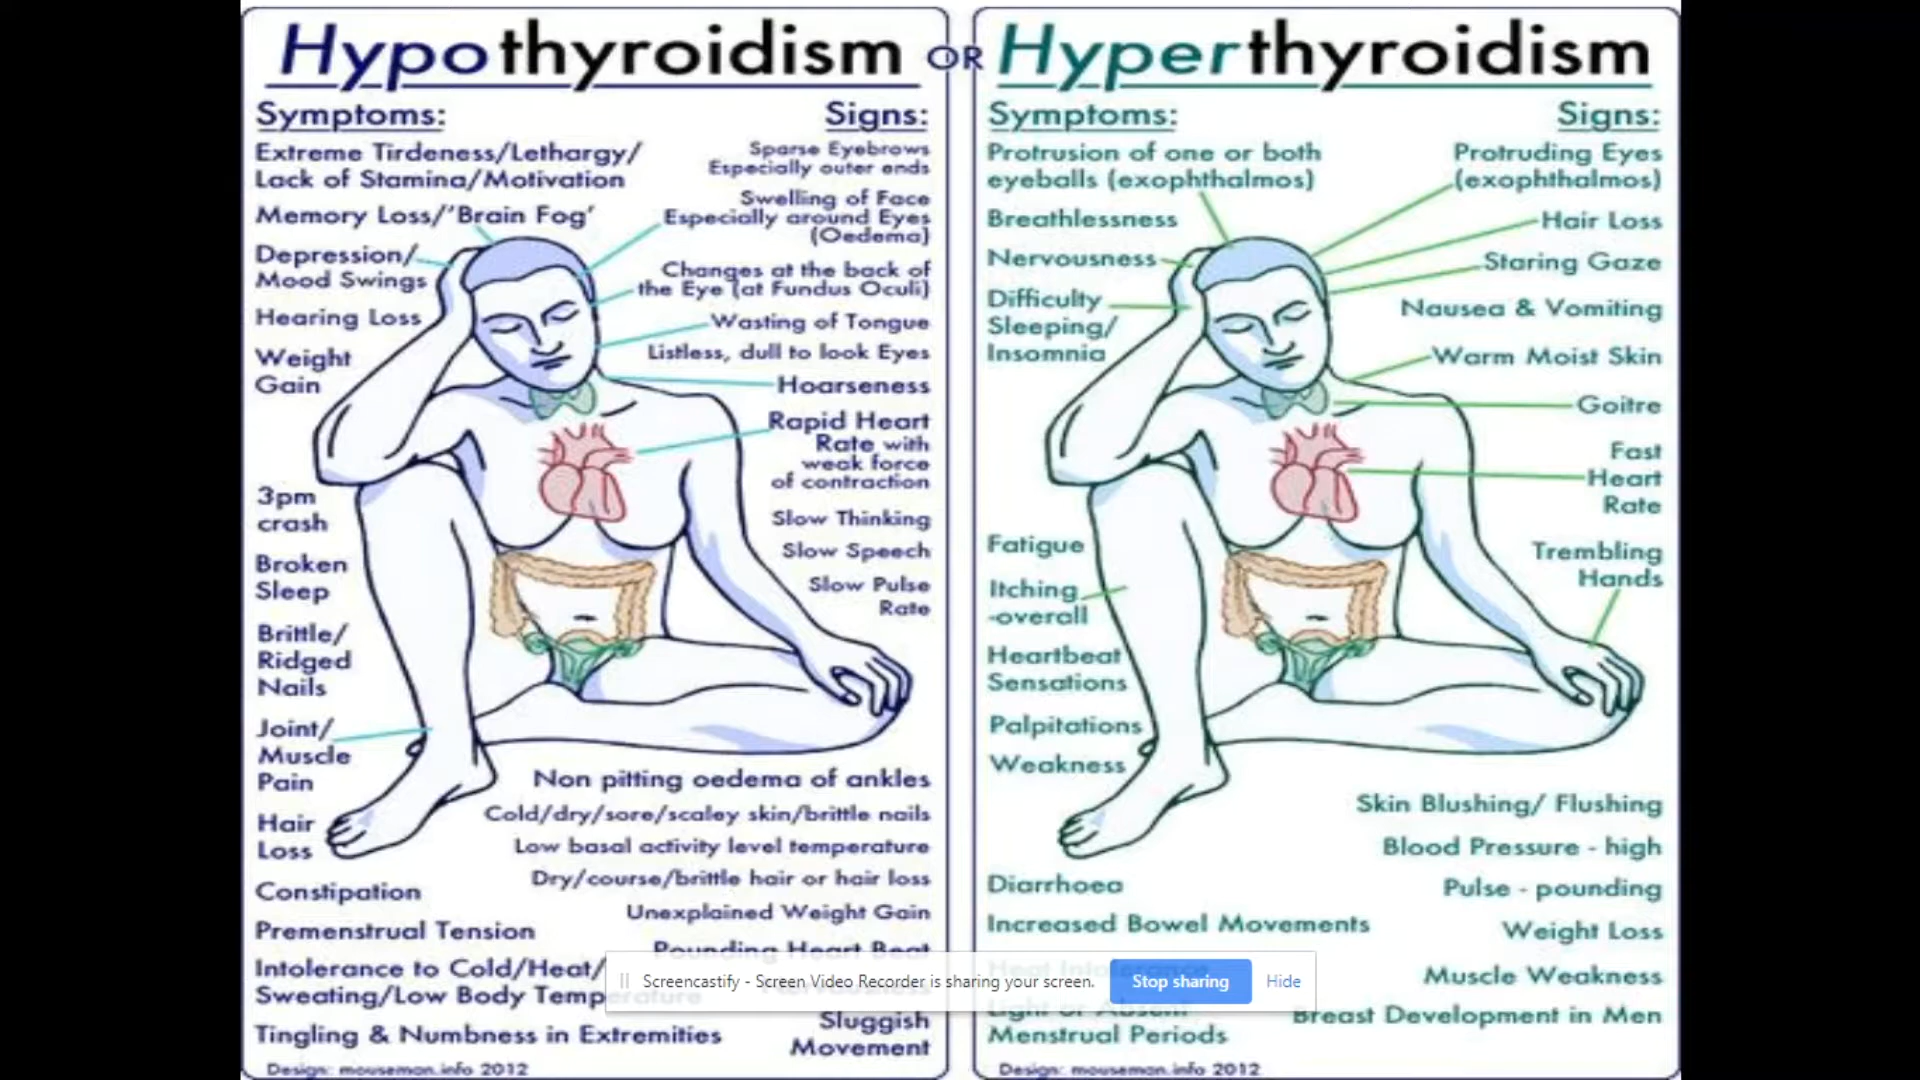 Hypothyroidism
OR
Hyperthyroidism
Symptoms:
Extreme Tirdeness/Lethargy/
Lack of Stamina/Motivation
Memory Loss/'Brain Fog'
Depression/
Mood Swings
Hearing Loss
Weight
Gain
3pm
crash
Broken
Sleep
Brittle/
Ridged
Nails
Joint/
Muscle
Pain
Hair
Loss
Constipation
Premenstrual Tension
Intolerance to Cold/Heat/
Sweating/Low Body Temperature
Tingling & Numbness in Extremities
Signs:
Sparse Eyebrows
Especially outer ends
Swelling of Face
Especially around Eyes
(Oedema)
Changes at the back of
the Eye (at Fundus Oculi)
Wasting of Tongue
Listless, dull to look Eyes
Hoarseness
Rapid Heart
Rate with
weak force
of contraction
Slow Thinking
Slow Speech
Slow Pulse
Rate
Non pitting oedema of ankles
Cold/dry/sore/scaley skin/brittle nails
Low basal activity level temperature
Dry/course/brittle hair or hair loss
Unexplained Weight Gain
Pounding Heart Beat
Sluggish
Movement
Design: mouseman.info 2012
Symptoms:
Protrusion of one or both
eyeballs (exophthalmos)
Breathlessness
Nervousness
Difficulty
Sleeping/
Insomnia
Fatigue
Itching
-overall
Heartbeat
Sensations
Palpitations
Weakness
Diarrhoea
Increased Bowel Movements
Heat Intolerance
Light or Absent
Menstrual Periods
Signs:
Protruding Eyes
(exophthalmos)
Hair Loss
Staring Gaze
Nausea & Vomiting
Warm Moist Skin
Goitre
Fast
Heart
Rate
Trembling
Hands
Skin Blushing/ Flushing
Blood Pressure - high
Pulse - pounding
Weight Loss
Muscle Weakness
Breast Development in Men
Design: mouseman.info 2012
Screencastify - Screen Video Recorder is sharing your screen.
Stop sharing
Hide